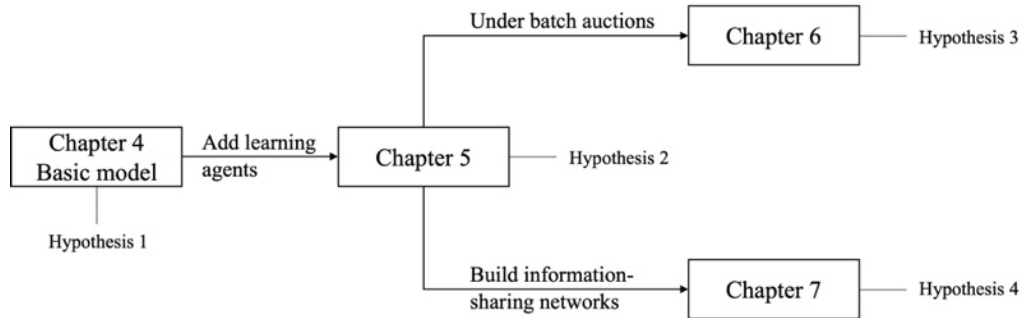 Under batch auctions
Chapter 6
Hypothesis 3
Chapter 4
Basic model
Add learning
agents
Chapter 5
Hypothesis 2
Hypothesis 1
Build information-
sharing networks
Chapter 7
Hypothesis 4